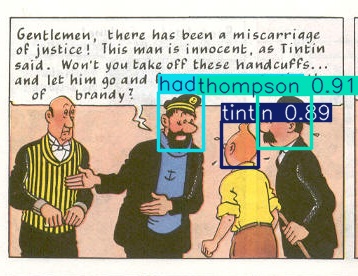 Gentlemen, there has been a miscarriage
of justice! This man is innocent, as Tintin
said. Won't you take off these handcuffs...
and let him go and
of brandy?
had thompson 0.91
tintin 0.89